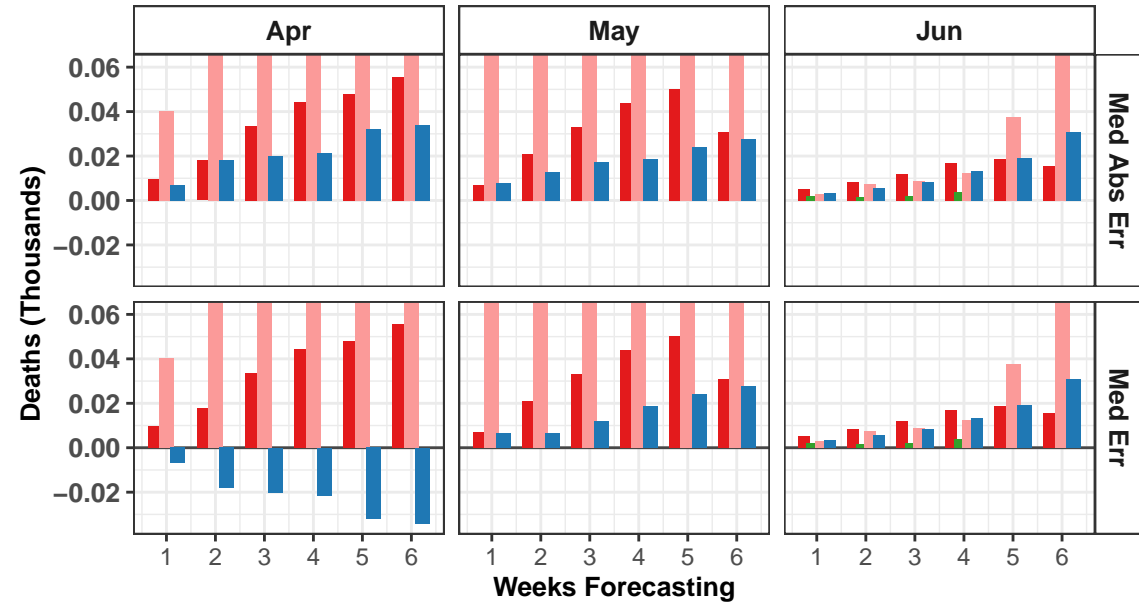 Apr May Jun
0.06
0.04
0.02
0.00
−0.02
Med Abs Err
0.06
0.04
0.02
0.00
−0.02
Med Err
Deaths (Thousands)
1 2 3 4 5 6 1 2 3 4 5 6 1 2 3 4 5 6
Weeks Forecasting